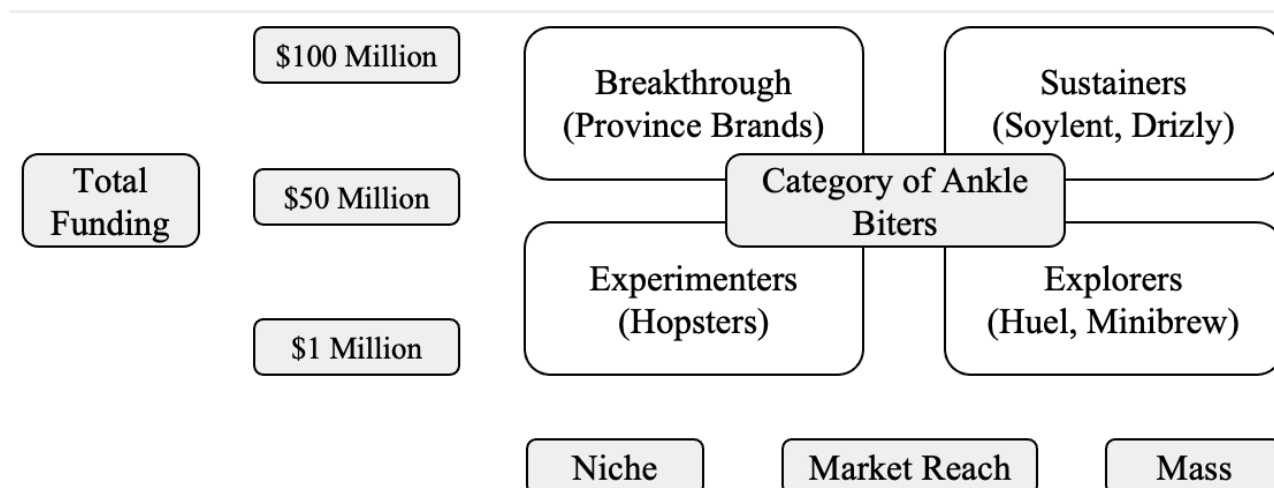 $100 Million
Breakthrough
(Province Brands)
Sustainers
(Soylent, Drizly)
Total
Funding
$50 Million
Category of Ankle
Biters
Experimenters
(Hopsters)
Explorers
(Huel, Minibrew)
$1 Million
Niche
Market Reach
Mass